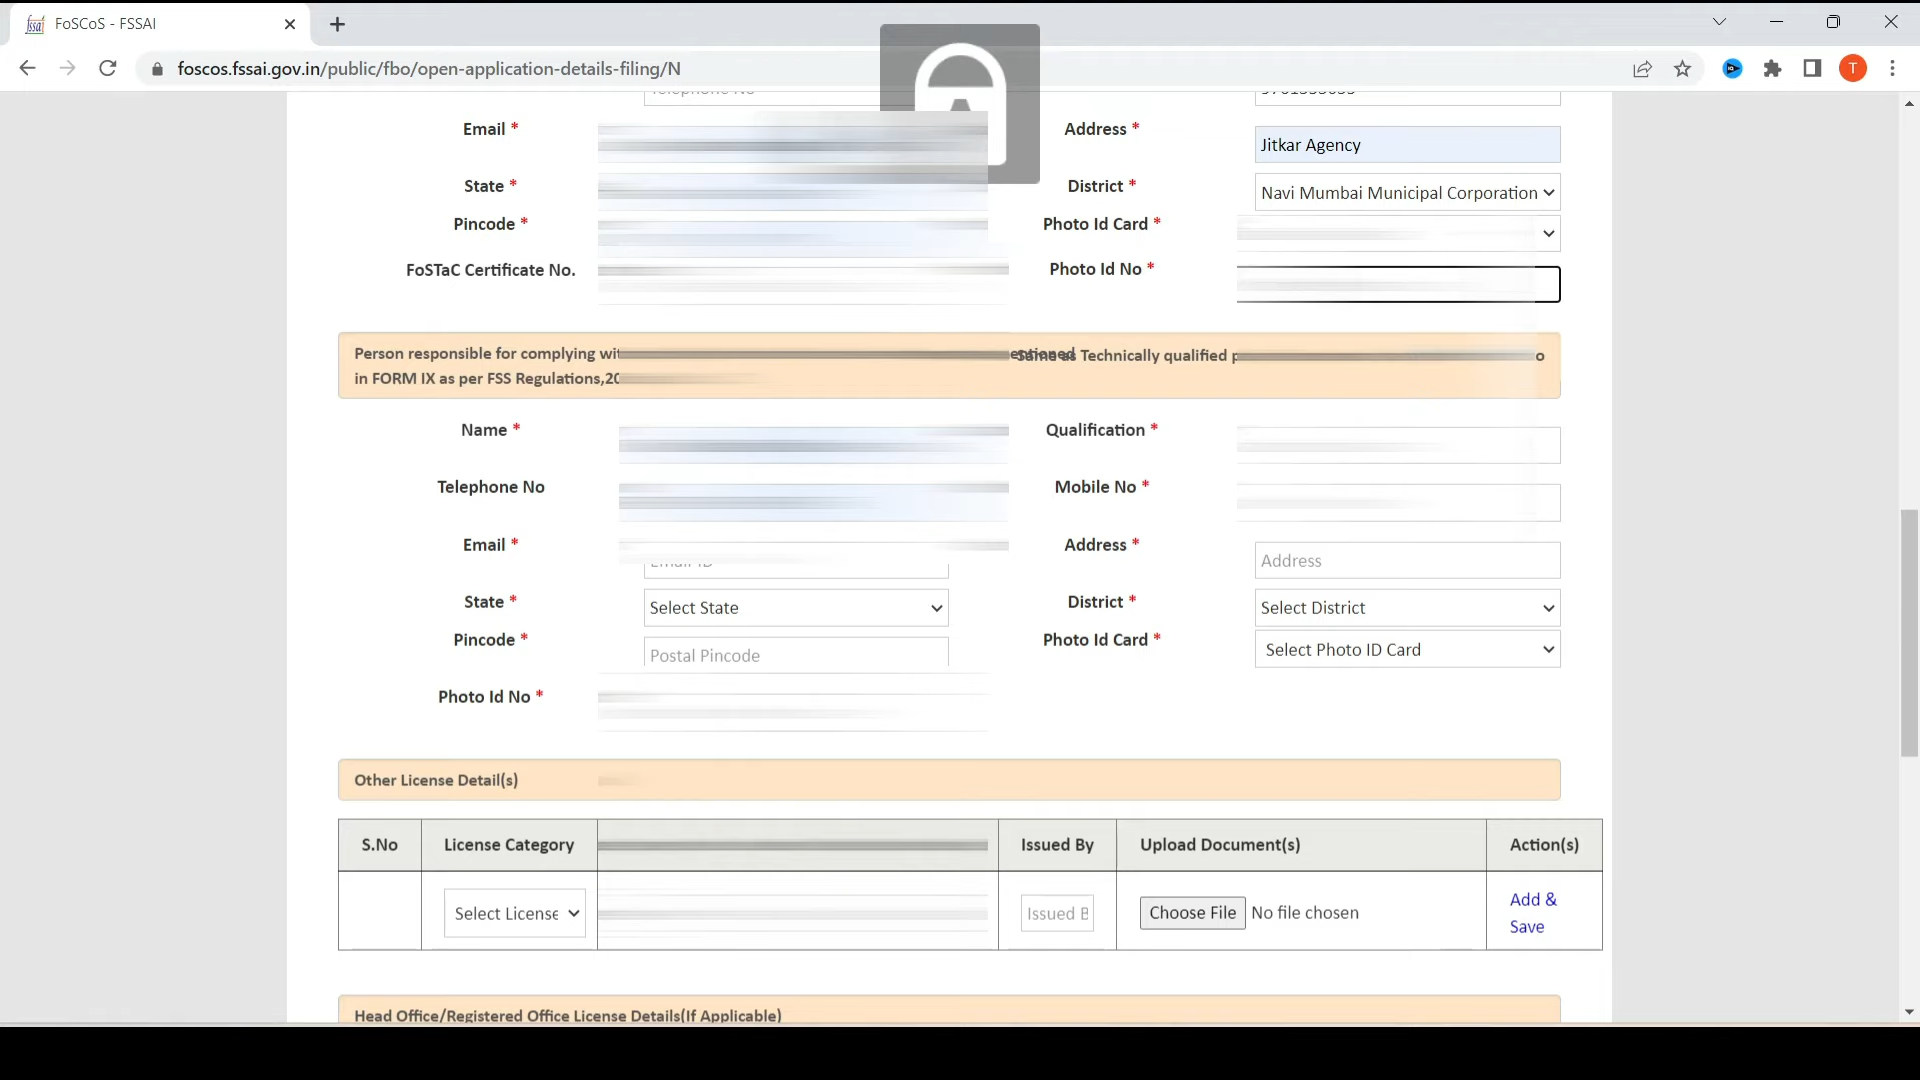 FoSCoS - FSSAI
foscos.fssai.gov.in/public/fbo/open-application-details-filing/N
T
Email *
Address *
Jitkar Agency
State *
District *
Navi Mumbai Municipal Corporation
Pincode *
Photo Id Card *
FoSTaC Certificate No.
Photo Id No *
Person responsible for complying
Same as Technically qualified
in FORM IX as per FSS Regulations,20
Name *
Qualification *
Telephone No
Mobile No *
Email *
Address *
Address
State *
Select State
District *
Select District
Pincode *
Postal Pincode
Photo Id Card *
Select Photo ID Card
Photo Id No *
Other License Detail(s)
S.No
License Category
Issued By
Upload Document(s)
Action(s)
Select License
Issued B
Choose File No file chosen
Add &
Save
Head Office/Registered Office License Details(If Applicable)